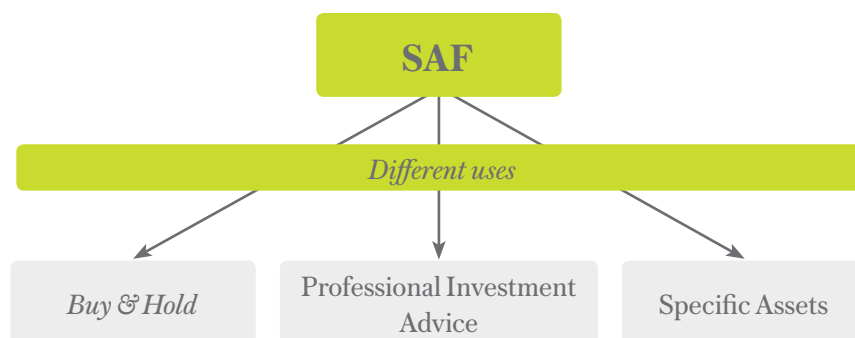 SAF
Different uses
Buy & Hold
Professional Investment
Advice
Specific Assets